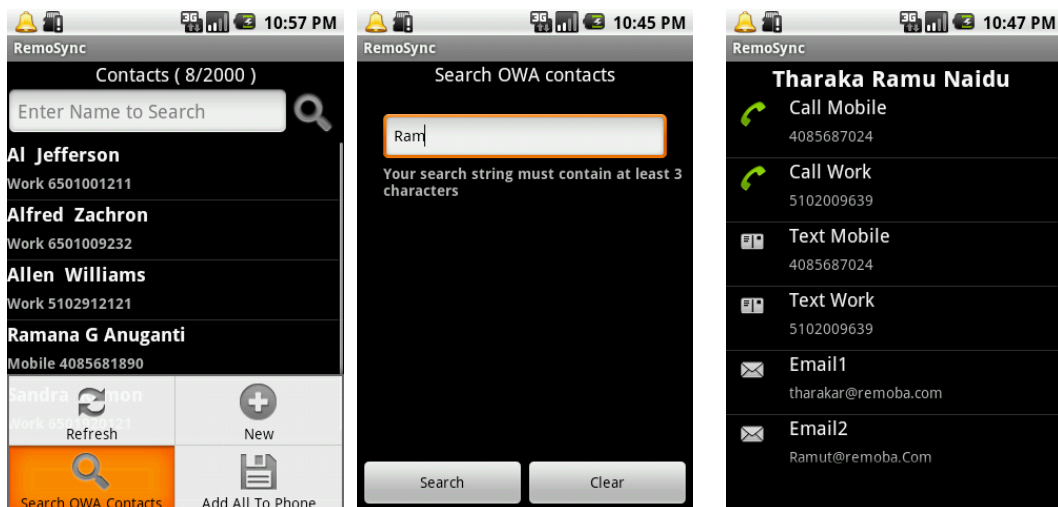 10:57 PM
RemoSync
Contacts ( 8/2000 )
Enter Name to Search
Al Jefferson
Work 6501001211
Alfred Zachron
Work 6501009232
Allen Williams
Work 5102912121
Ramana G Anuganti
Mobile 4085681890
Sandra
Refresh
New
Search OWA Contacts
Add All To Phone
3G 10:45 PM
RemoSync
Search OWA contacts
Ram
Your search string must contain at least 3
characters
Search
Clear
3G 10:47 PM
RemoSync
Tharaka Ramu Naidu
Call Mobile
4085687024
Call Work
5102009639
Text Mobile
4085687024
Text Work
5102009639
Email1
tharakar@remoba.com
Email2
Ramut@remoba.Com